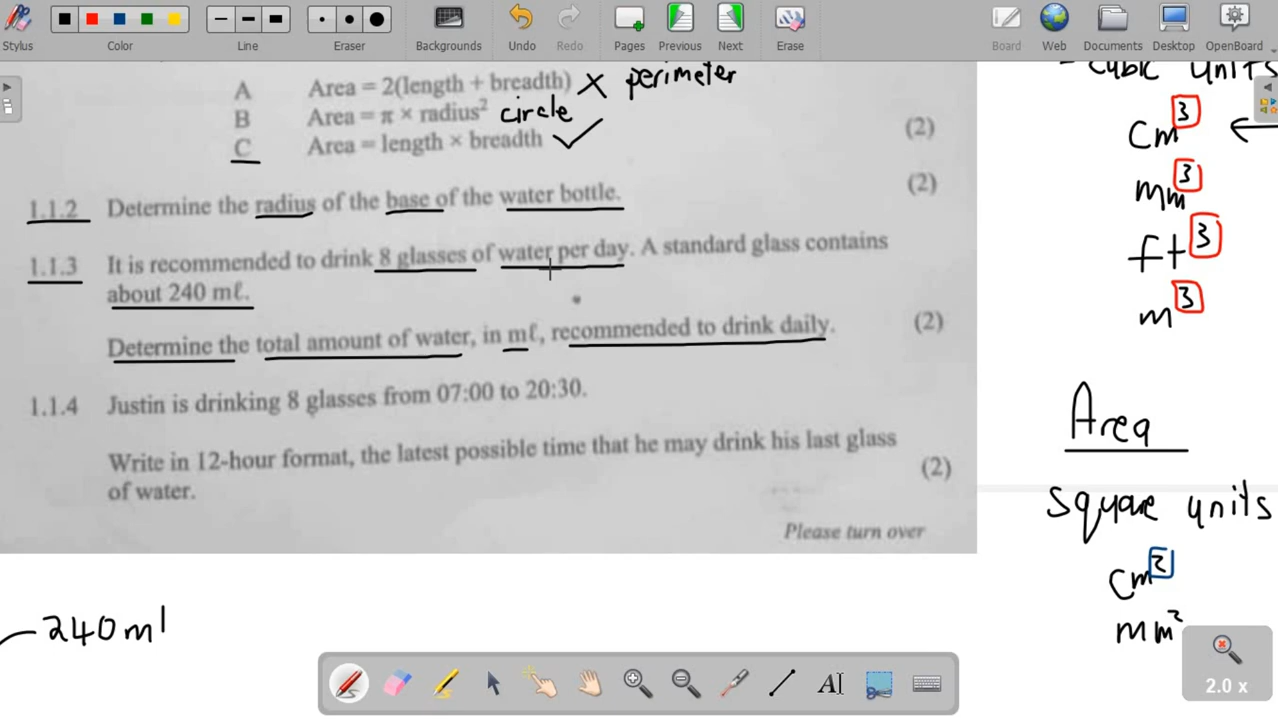 Stylus Color Line Eraser Backgrounds Undo Redo Pages Previous Next Erase Board Web Documents Desktop OpenBoard
A Area = 2(length + breadth) X perimeter
B Area = π × radius² circle
C Area = length × breadth ✓ (2)
1.1.2 Determine the radius of the base of the water bottle. (2)
1.1.3 It is recommended to drink 8 glasses of water per day. A standard glass contains
about 240 mℓ.
Determine the total amount of water, in mℓ, recommended to drink daily. (2)
1.1.4 Justin is drinking 8 glasses from 07:00 to 20:30.
Write in 12-hour format, the latest possible time that he may drink his last glass
of water. (2)
Please turn over
240 ml
- cubic units
cm³
mm³
ft³
m³
Area
square units
cm²
mm²
2.0 x